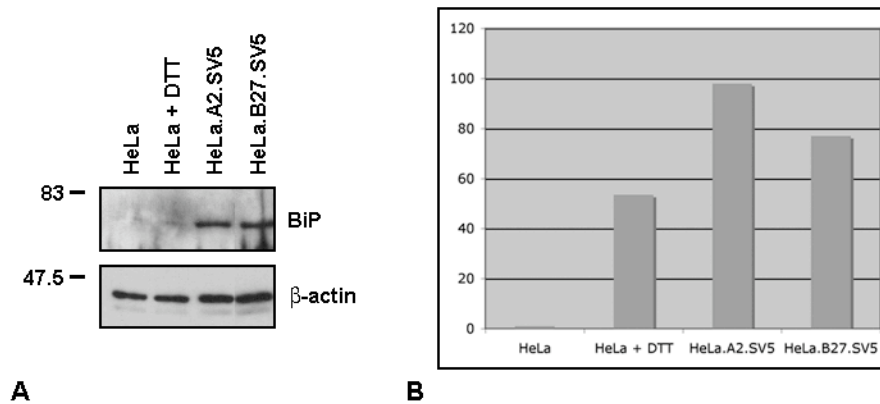 HeLa
HeLa + DTT
HeLa.A2.SV5
HeLa.B27.SV5
83
BiP
47.5
β-actin
A
120
100
80
60
40
20
0
HeLa
HeLa + DTT
HeLa.A2.SV5
HeLa.B27.SV5
B